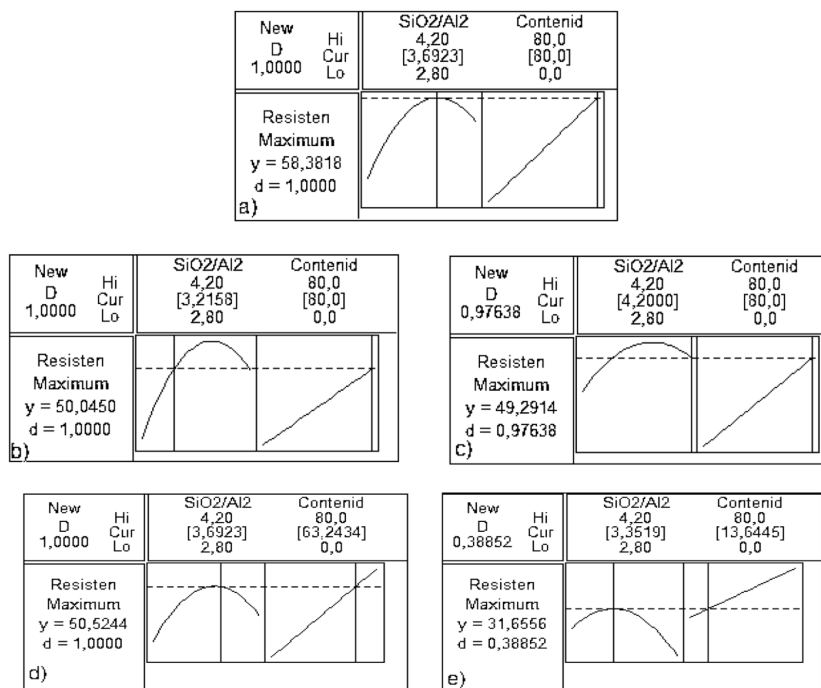 New
D
1,0000
Hi
Cur
Lo
SiO2/Al2
4,20
[3,6923]
2,80
Contenid
80,0
[80,0]
0,0
Resisten
Maximum
y = 58,3818
d = 1,0000
a)
New
D
1,0000
Hi
Cur
Lo
SiO2/Al2
4,20
[3,2158]
2,80
Contenid
80,0
[80,0]
0,0
Resisten
Maximum
y = 50,0450
d = 1,0000
b)
New
D
0,97638
Hi
Cur
Lo
SiO2/Al2
4,20
[4,2000]
2,80
Contenid
80,0
[80,0]
0,0
Resisten
Maximum
y = 49,2914
d = 0,97638
c)
New
D
1,0000
Hi
Cur
Lo
SiO2/Al2
4,20
[3,6923]
2,80
Contenid
80,0
[63,2434]
0,0
Resisten
Maximum
y = 50,5244
d = 1,0000
d)
New
D
0,38852
Hi
Cur
Lo
SiO2/Al2
4,20
[3,3519]
2,80
Contenid
80,0
[13,6445]
0,0
Resisten
Maximum
y = 31,6556
d = 0,38852
e)